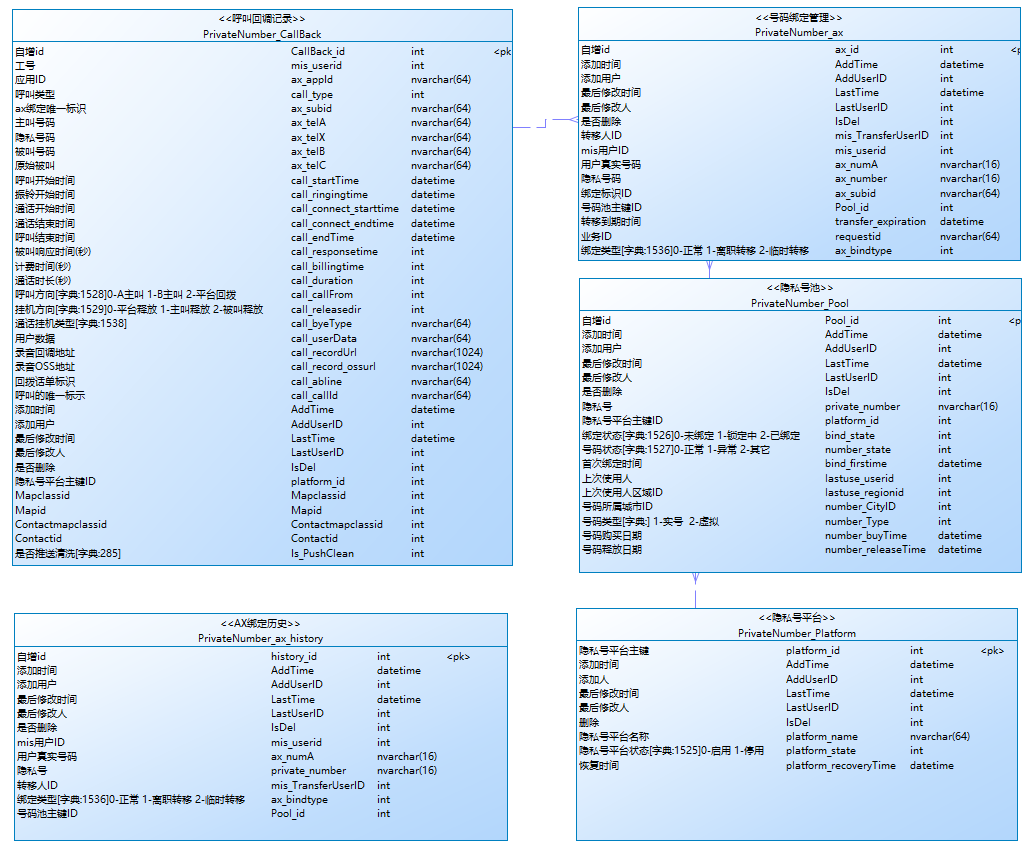 <<呼叫回调记录>>
PrivateNumber_CallBack
自增id CallBack_id int <pk
工号 mis_userid int
应用ID ax_appId nvarchar(64)
呼叫类型 call_type int
ax绑定唯一标识 ax_subid nvarchar(64)
主叫号码 ax_telA nvarchar(64)
隐私号码 ax_telX nvarchar(64)
被叫号码 ax_telB nvarchar(64)
原始被叫 ax_telC nvarchar(64)
呼叫开始时间 call_startTime datetime
振铃开始时间 call_ringingtime datetime
通话开始时间 call_connect_starttime datetime
通话结束时间 call_connect_endtime datetime
呼叫结束时间 call_endTime datetime
被叫响应时间(秒) call_responsetime int
计费时间(秒) call_billingtime int
通话时长(秒) call_duration int
呼叫方向[字典:1528]0-A主叫 1-B主叫 2-平台回拨 call_callFrom int
挂机方向[字典:1529]0-平台释放 1-主叫释放 2-被叫释放 call_releasedir int
通话挂机类型[字典:1538] call_byeType nvarchar(64)
用户数据 call_userData nvarchar(64)
录音回调地址 call_recordUrl nvarchar(1024)
录音OSS地址 call_record_ossurl nvarchar(1024)
回拨话单标识 call_abline nvarchar(64)
呼叫的唯一标示 call_callId nvarchar(64)
添加时间 AddTime datetime
添加用户 AddUserID int
最后修改时间 LastTime datetime
最后修改人 LastUserID int
是否删除 IsDel int
隐私号平台主键ID platform_id int
Mapclassid Mapclassid int
Mapid Mapid int
Contactmapclassid Contactmapclassid int
Contactid Contactid int
是否推送清洗[字典:285] Is_PushClean int
<<号码绑定管理>>
PrivateNumber_ax
自增id ax_id int <p
添加时间 AddTime datetime
添加用户 AddUserID int
最后修改时间 LastTime datetime
最后修改人 LastUserID int
是否删除 IsDel int
转移人ID mis_TransferUserID int
mis用户ID mis_userid int
用户真实号码 ax_numA nvarchar(16)
隐私号码 ax_number nvarchar(16)
绑定标识ID ax_subid nvarchar(64)
号码池主键ID Pool_id int
转移到期时间 transfer_expiration datetime
业务ID requestid nvarchar(64)
绑定类型[字典:1536]0-正常 1-离职转移 2-临时转移 ax_bindtype int
<<隐私号池>>
PrivateNumber_Pool
自增id Pool_id int <p
添加时间 AddTime datetime
添加用户 AddUserID int
最后修改时间 LastTime datetime
最后修改人 LastUserID int
是否删除 IsDel int
隐私号 private_number nvarchar(16)
隐私号平台主键ID platform_id int
绑定状态[字典:1526]0-未绑定 1-锁定中 2-已绑定 bind_state int
号码状态[字典:1527]0-正常 1-异常 2-其它 number_state int
首次绑定时间 bind_firstime datetime
上次使用人 lastuse_userid int
上次使用人区域ID lastuse_regionid int
号码所属城市ID number_CityID int
号码类型[字典:] 1-实号 2-虚拟 number_Type int
号码购买日期 number_buyTime datetime
号码释放日期 number_releaseTime datetime
<<AX绑定历史>>
PrivateNumber_ax_history
自增id history_id int <pk>
添加时间 AddTime datetime
添加用户 AddUserID int
最后修改时间 LastTime datetime
最后修改人 LastUserID int
是否删除 IsDel int
mis用户ID mis_userid int
用户真实号码 ax_numA nvarchar(16)
隐私号 private_number nvarchar(16)
转移人ID mis_TransferUserID int
绑定类型[字典:1536]0-正常 1-离职转移 2-临时转移 ax_bindtype int
号码池主键ID Pool_id int
<<隐私号平台>>
PrivateNumber_Platform
隐私号平台主键 platform_id int <pk>
添加时间 AddTime datetime
添加人 AddUserID int
最后修改时间 LastTime datetime
最后修改人 LastUserID int
删除 IsDel int
隐私号平台名称 platform_name nvarchar(64)
隐私号平台状态[字典:1525]0-启用 1-停用 platform_state int
恢复时间 platform_recoveryTime datetime